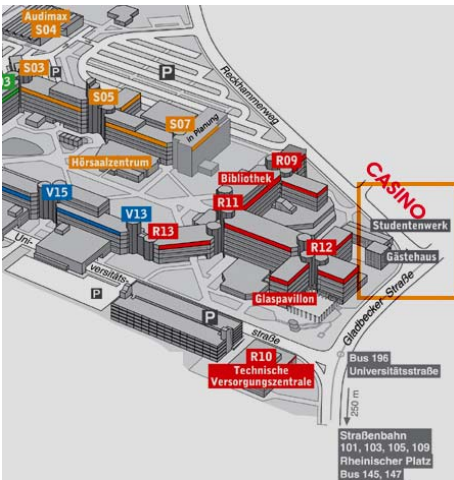 Audimax
S04
S03
P
P
03
S05
S07
in Planung
Reckhammerweg
Hörsaalzentrum
R09
Bibliothek
CASINO
V15
V13
R11
R13
R12
Studentenwerk
Gästehaus
Uni-
versitäts-
straße
P
P
Glaspavillon
Gladbecker Straße
R10
Technische
Versorgungszentrale
Bus 196
Universitätsstraße
250 m
Straßenbahn
101, 103, 105, 109
Rheinischer Platz
Bus 145, 147